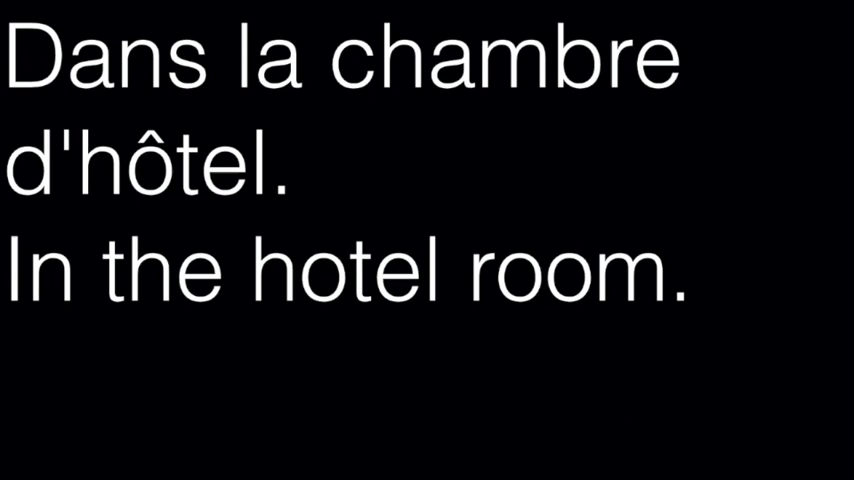 Dans la chambre
d'hôtel.
In the hotel room.